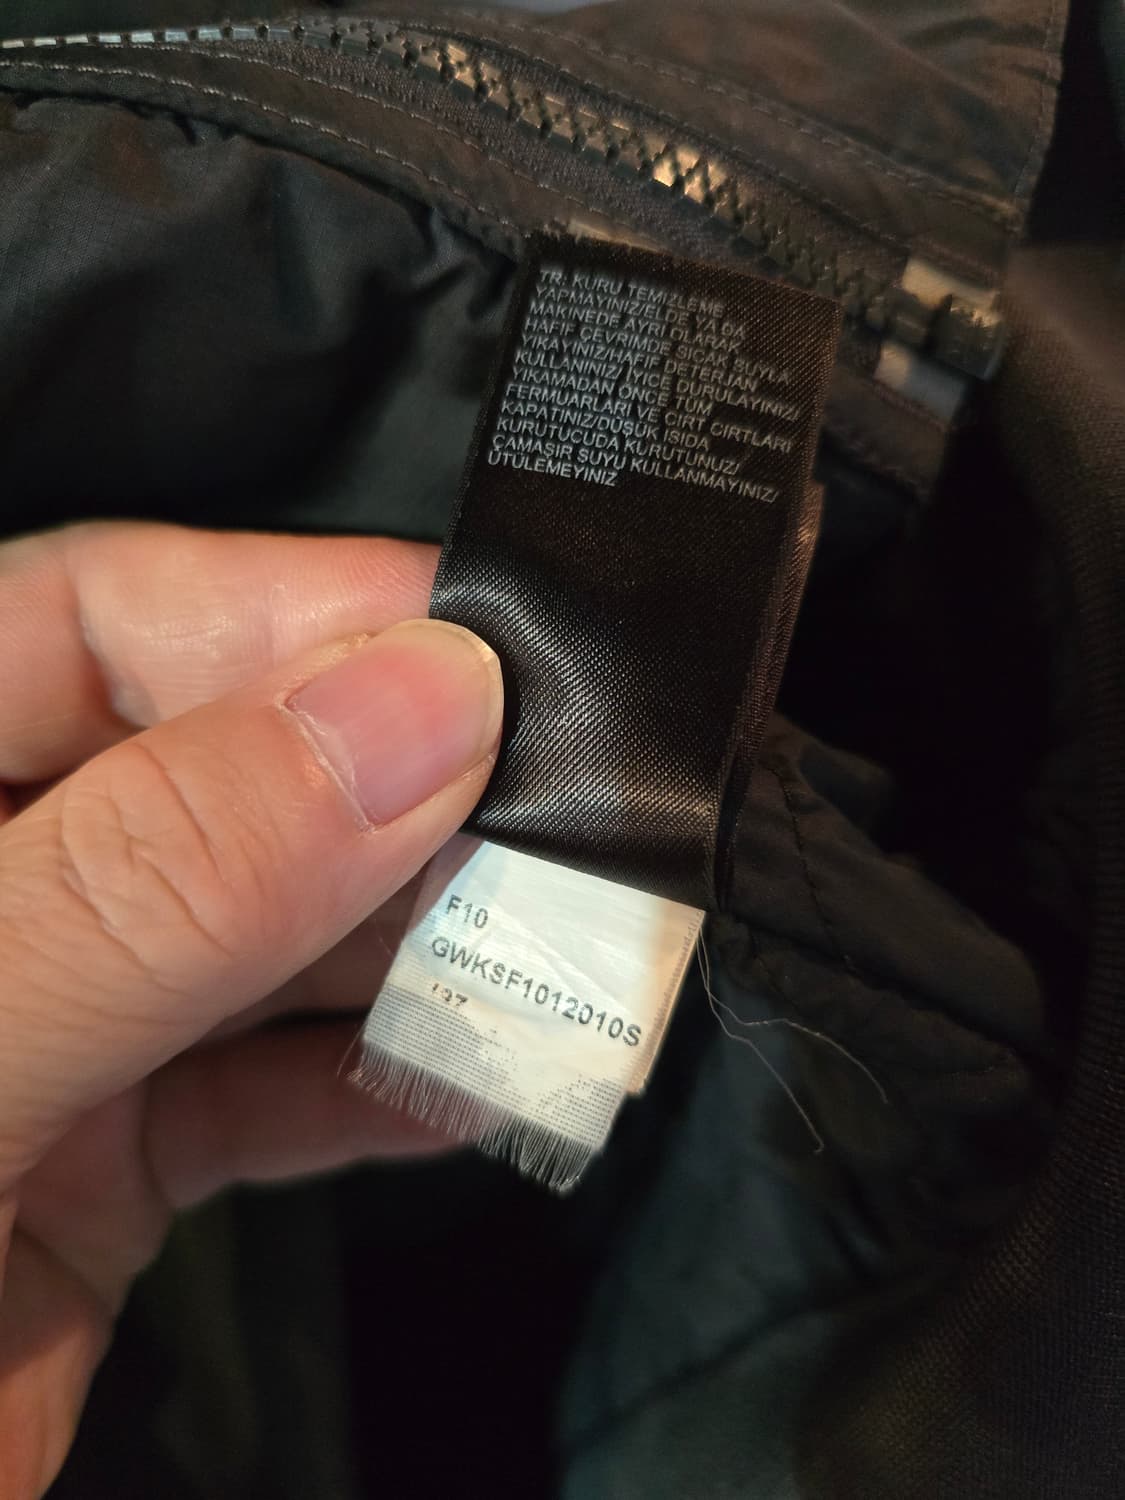 TR. KURU TEMİZLEME
YAPMAYINIZ/ELDE YA DA
MAKİNEDE AYRI OLARAK
HAFİF ÇEVRİMDE SICAK SUYLA
YIKAYINIZ/HAFİF DETERJAN
KULLANINIZ/İYİCE DURULAYINIZ/
YIKAMADAN ÖNCE TÜM
FERMUARLARI VE CIRT CIRTLARI
KAPATINIZ/DÜŞÜK ISIDA
KURUTUCUDA KURUTUNUZ/
ÇAMAŞIR SUYU KULLANMAYINIZ/
ÜTÜLEMEYİNİZ
F10
GWKSF1012010S